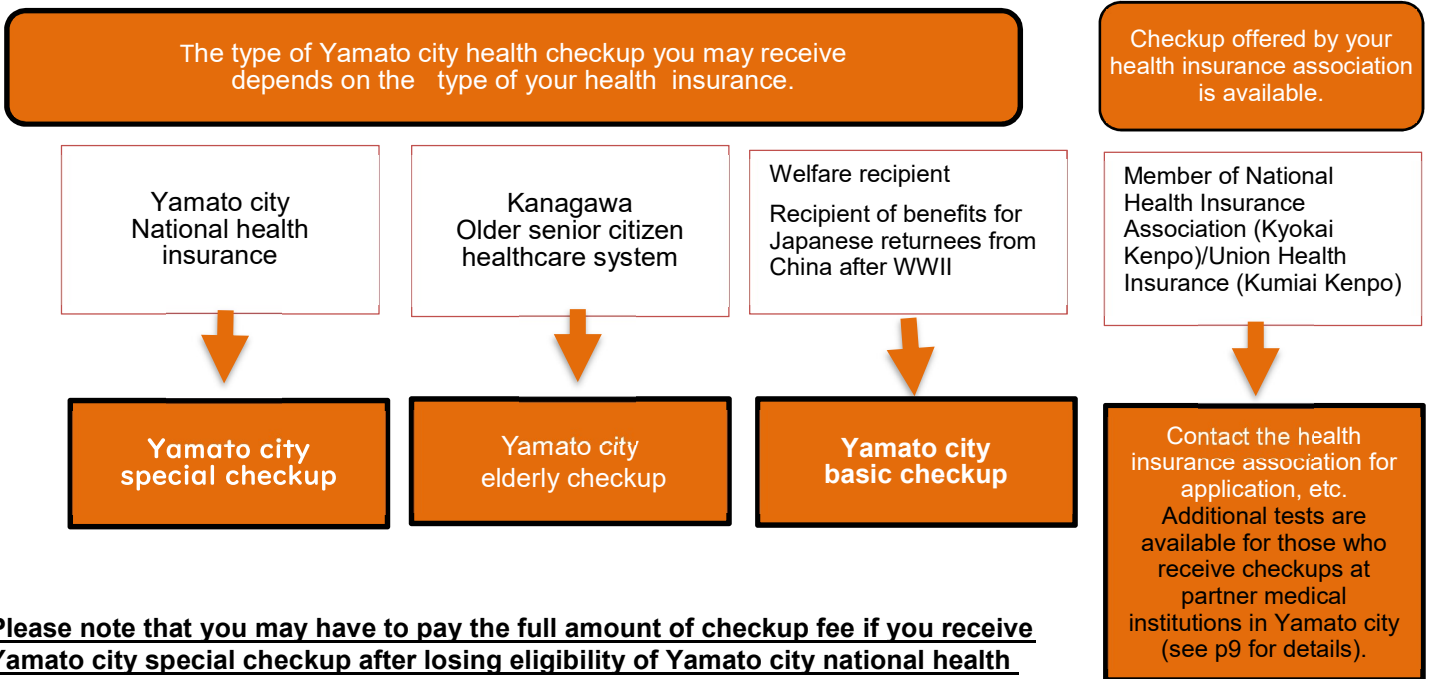 The type of Yamato city health checkup you may receive
depends on the type of your health insurance.
Checkup offered by your
health insurance association
is available.
Yamato city
National health
insurance
Kanagawa
Older senior citizen
healthcare system
Welfare recipient
Recipient of benefits for
Japanese returnees from
China after WWII
Member of National
Health Insurance
Association (Kyokai
Kenpo)/Union Health
Insurance (Kumiai Kenpo)
Yamato city
special checkup
Yamato city
elderly checkup
Yamato city
basic checkup
Contact the health
insurance association for
application, etc.
Additional tests are
available for those who
receive checkups at
partner medical
institutions in Yamato city
(see p9 for details).
Please note that you may have to pay the full amount of checkup fee if you receive
Yamato city special checkup after losing eligibility of Yamato city national health